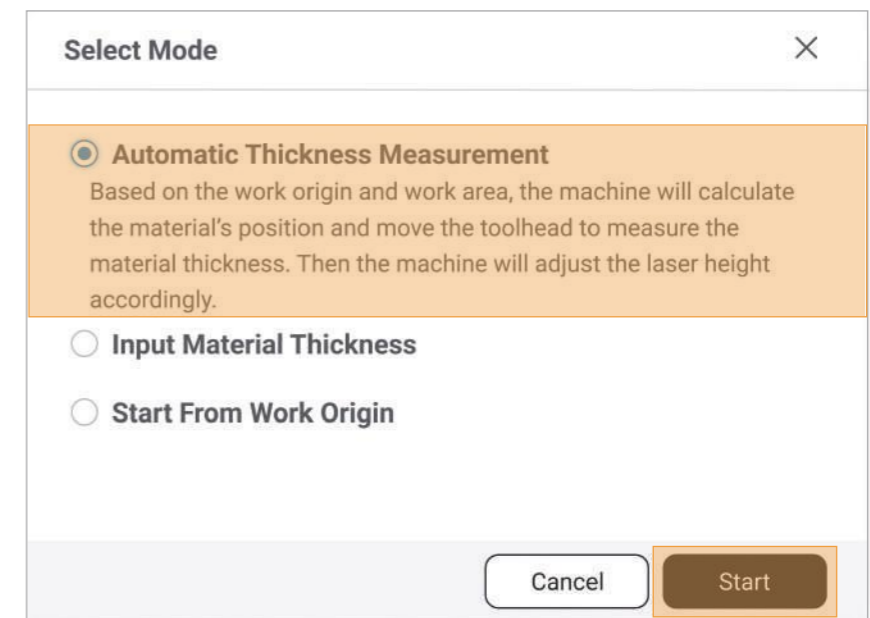 Select Mode
Automatic Thickness Measurement
Based on the work origin and work area, the machine will calculate
the material's position and move the toolhead to measure the
material thickness. Then the machine will adjust the laser height
accordingly.
Input Material Thickness
Start From Work Origin
Cancel Start